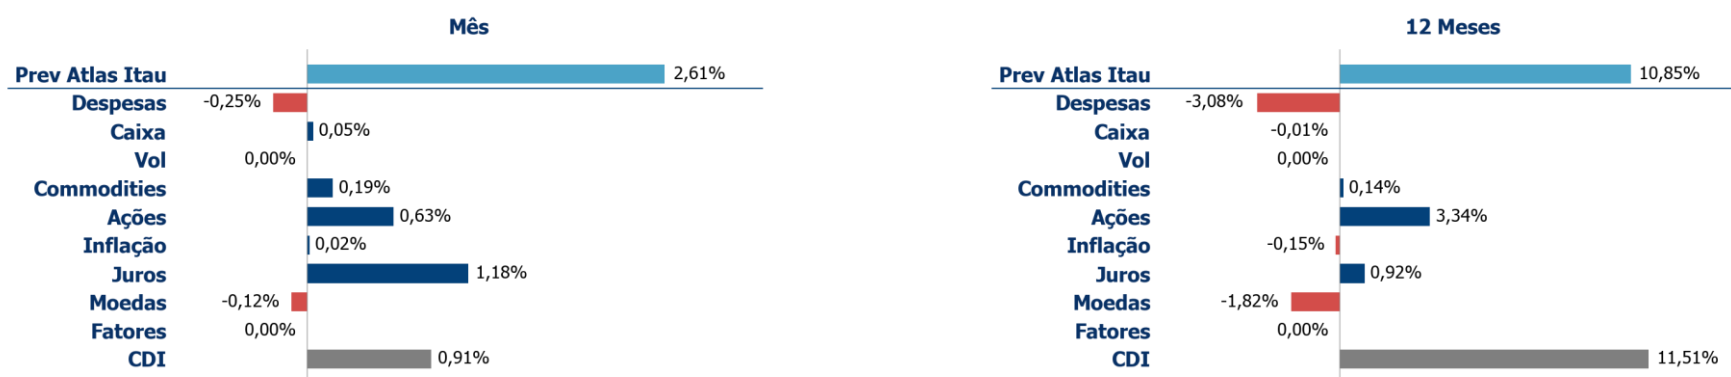 Mês
Prev Atlas Itau 2,61%
Despesas -0,25%
Caixa 0,05%
Vol 0,00%
Commodities 0,19%
Ações 0,63%
Inflação 0,02%
Juros 1,18%
Moedas -0,12%
Fatores 0,00%
CDI 0,91%
12 Meses
Prev Atlas Itau 10,85%
Despesas -3,08%
Caixa -0,01%
Vol 0,00%
Commodities 0,14%
Ações 3,34%
Inflação -0,15%
Juros 0,92%
Moedas -1,82%
Fatores 0,00%
CDI 11,51%